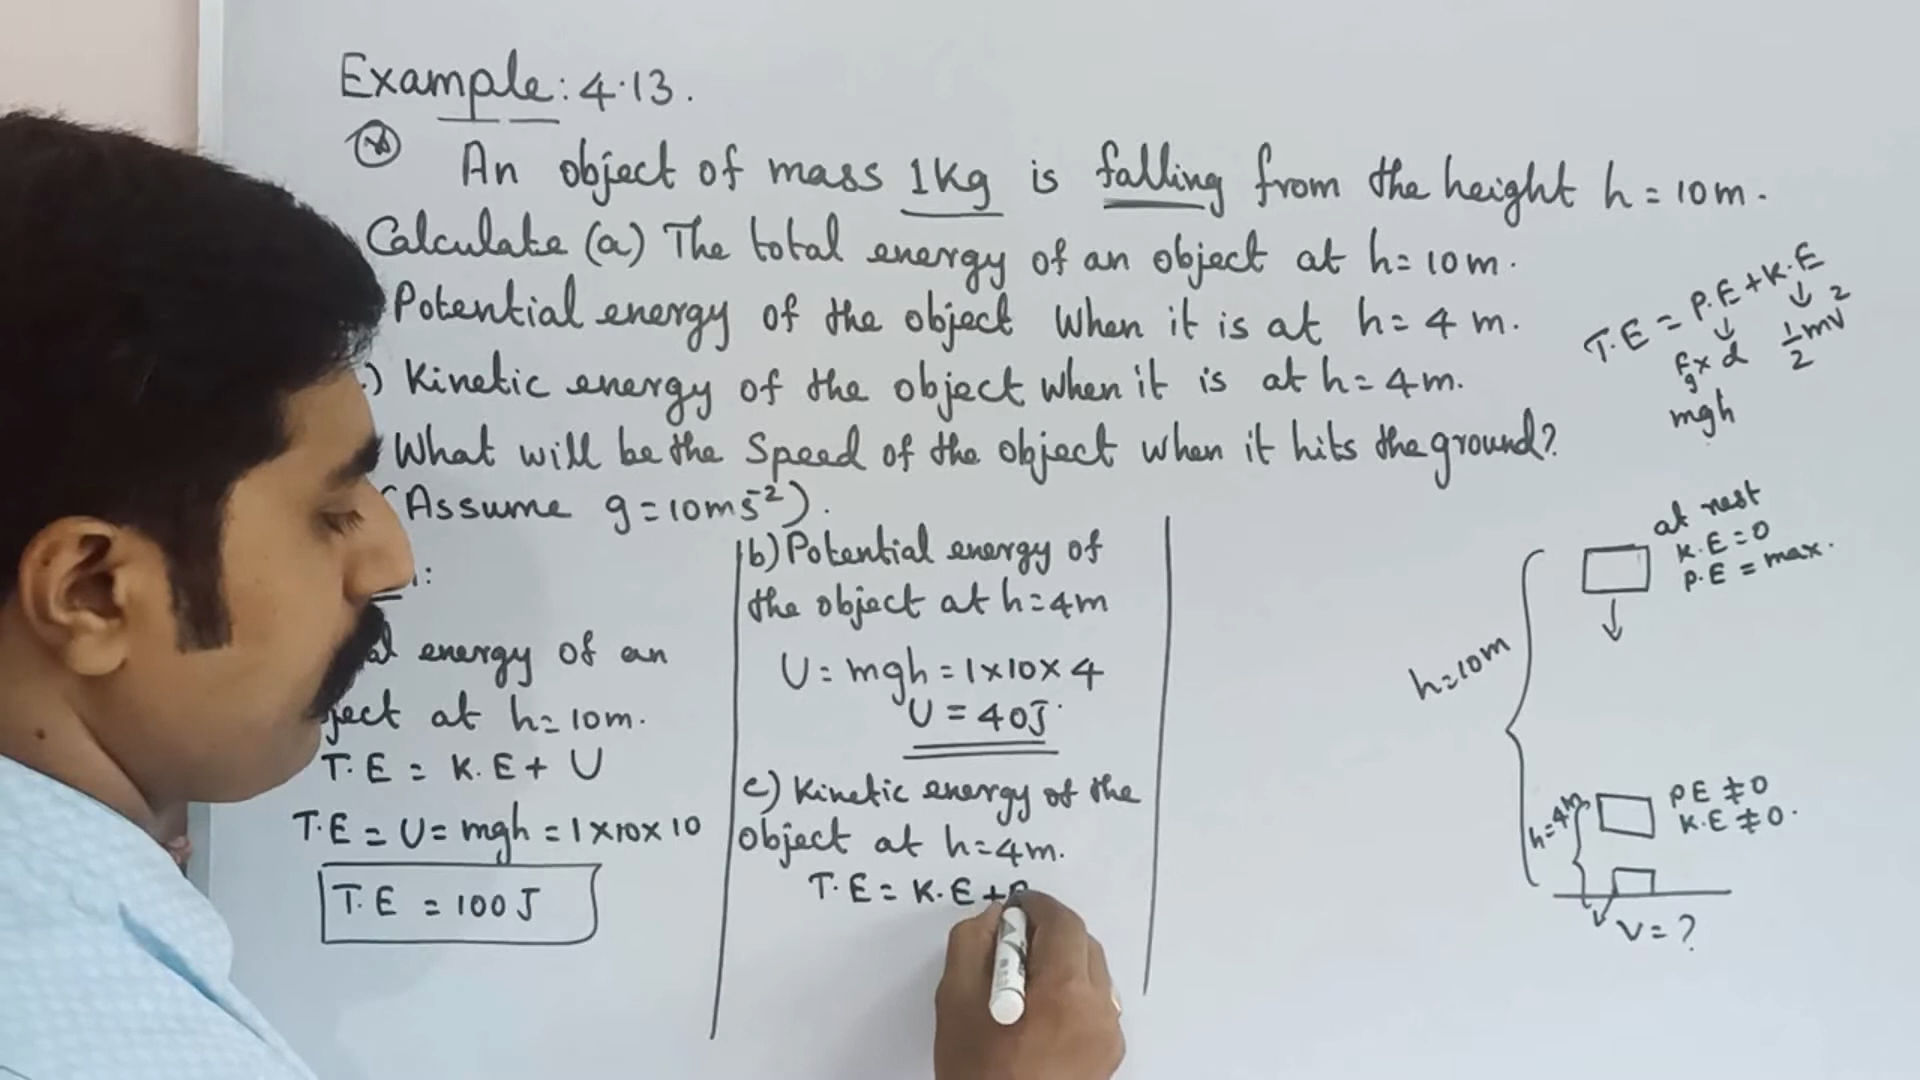 Example: 4.13.
An object of mass 1Kg is falling from the height h = 10m.
Calculate (a) The total energy of an object at h= 10m.
Potential energy of the object when it is at h= 4 m.
) Kinetic energy of the object when it is at h= 4m.
What will be the Speed of the object when it hits the ground?
(Assume g=10ms⁻²).
:
energy of an
ject at h= 10m.
T.E = K.E+ U
T.E = U= mgh = 1×10×10
T.E = 100J
b) Potential energy of
the object at h=4m
U= mgh = 1×10×4
U = 40J
c) Kinetic energy of the
object at h=4m.
T.E= K.E+
T.E = P.E+K.E
↓ ↓
Fg×d ½mv²
mgh
at rest
K.E=0
P.E = max.
h=10m
h=4m
PE ≠0
K.E ≠0.
V= ?